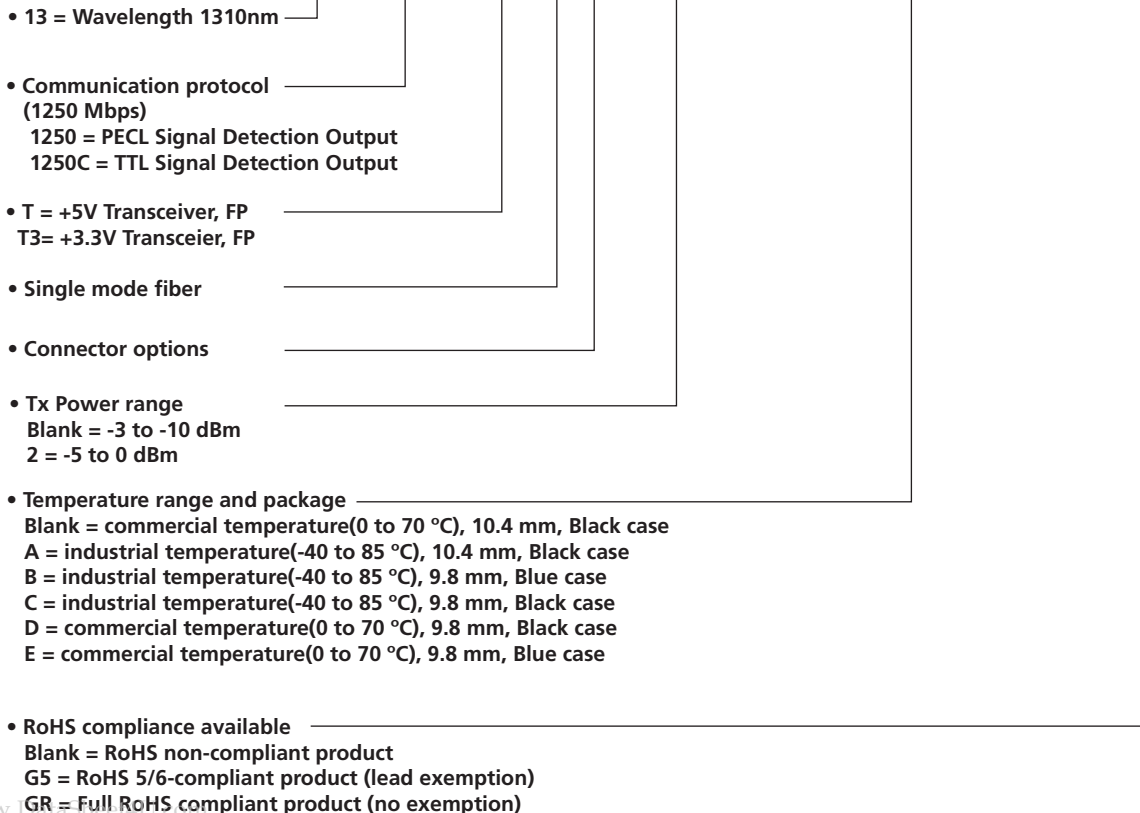 • 13 = Wavelength 1310nm
• Communication protocol
(1250 Mbps)
1250 = PECL Signal Detection Output
1250C = TTL Signal Detection Output
• T = +5V Transceiver, FP
T3= +3.3V Transceier, FP
• Single mode fiber
• Connector options
• Tx Power range
Blank = -3 to -10 dBm
2 = -5 to 0 dBm
• Temperature range and package
Blank = commercial temperature(0 to 70 ºC), 10.4 mm, Black case
A = industrial temperature(-40 to 85 ºC), 10.4 mm, Black case
B = industrial temperature(-40 to 85 ºC), 9.8 mm, Blue case
C = industrial temperature(-40 to 85 ºC), 9.8 mm, Black case
D = commercial temperature(0 to 70 ºC), 9.8 mm, Black case
E = commercial temperature(0 to 70 ºC), 9.8 mm, Blue case
• RoHS compliance available
Blank = RoHS non-compliant product
G5 = RoHS 5/6-compliant product (lead exemption)
GR = Full RoHS compliant product (no exemption)